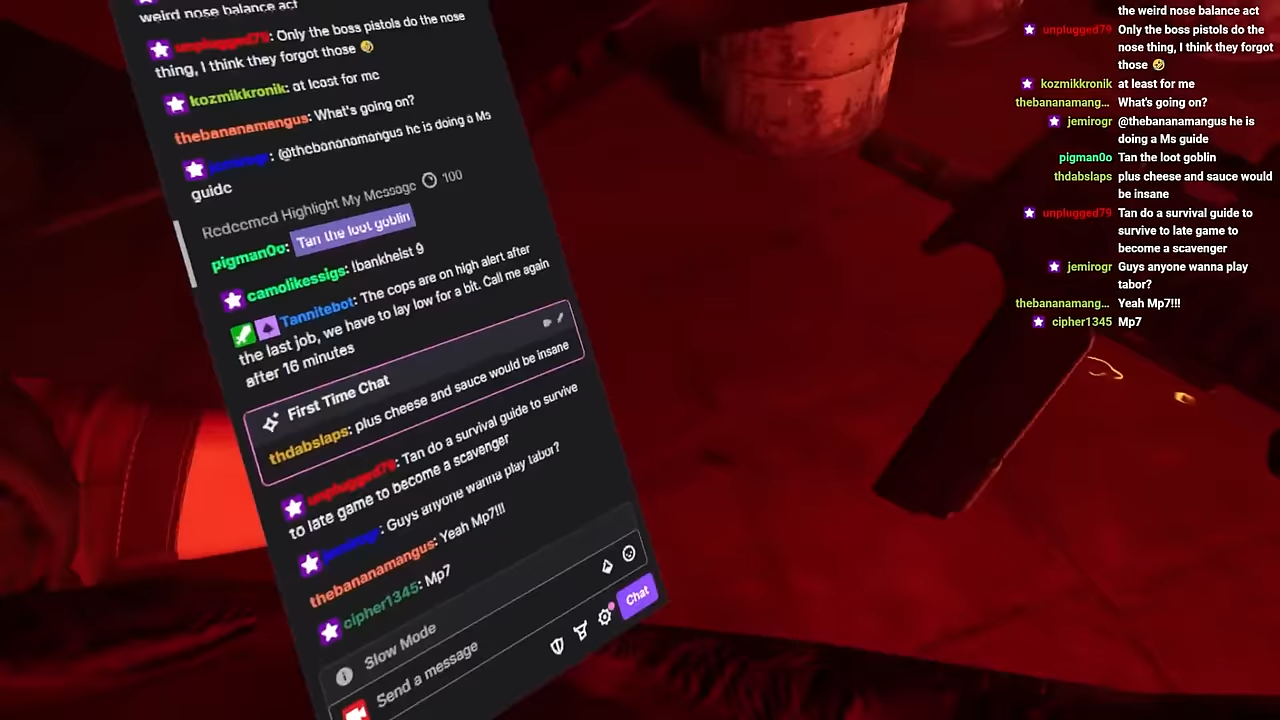 weird nose balance act
unplugged79: Only the boss pistols do the nose
thing, I think they forgot those 🤣
kozmikkronik: at least for me
thebananamangus: What's going on?
jemirogr: @thebananamangus he is doing a Ms
guide
Redeemed Highlight My Message 100
pigman0o: Tan the loot goblin
camolikessigs: !bankheist 9
Tannitebot: The cops are on high alert after
the last job, we have to lay low for a bit. Call me again
after 16 minutes
First Time Chat
thdabslaps: plus cheese and sauce would be insane
unplugged79: Tan do a survival guide to survive
to late game to become a scavenger
jemirogr: Guys anyone wanna play tabor?
thebananamangus: Yeah Mp7!!!
cipher1345: Mp7
Slow Mode
Send a message
Chat
the weird nose balance act
unplugged79 Only the boss pistols do the
nose thing, I think they forgot
those 🤣
kozmikkronik at least for me
thebananamang... What's going on?
jemirogr @thebananamangus he is
doing a Ms guide
pigman0o Tan the loot goblin
thdabslaps plus cheese and sauce would
be insane
unplugged79 Tan do a survival guide to
survive to late game to
become a scavenger
jemirogr Guys anyone wanna play
tabor?
thebananamang... Yeah Mp7!!!
cipher1345 Mp7